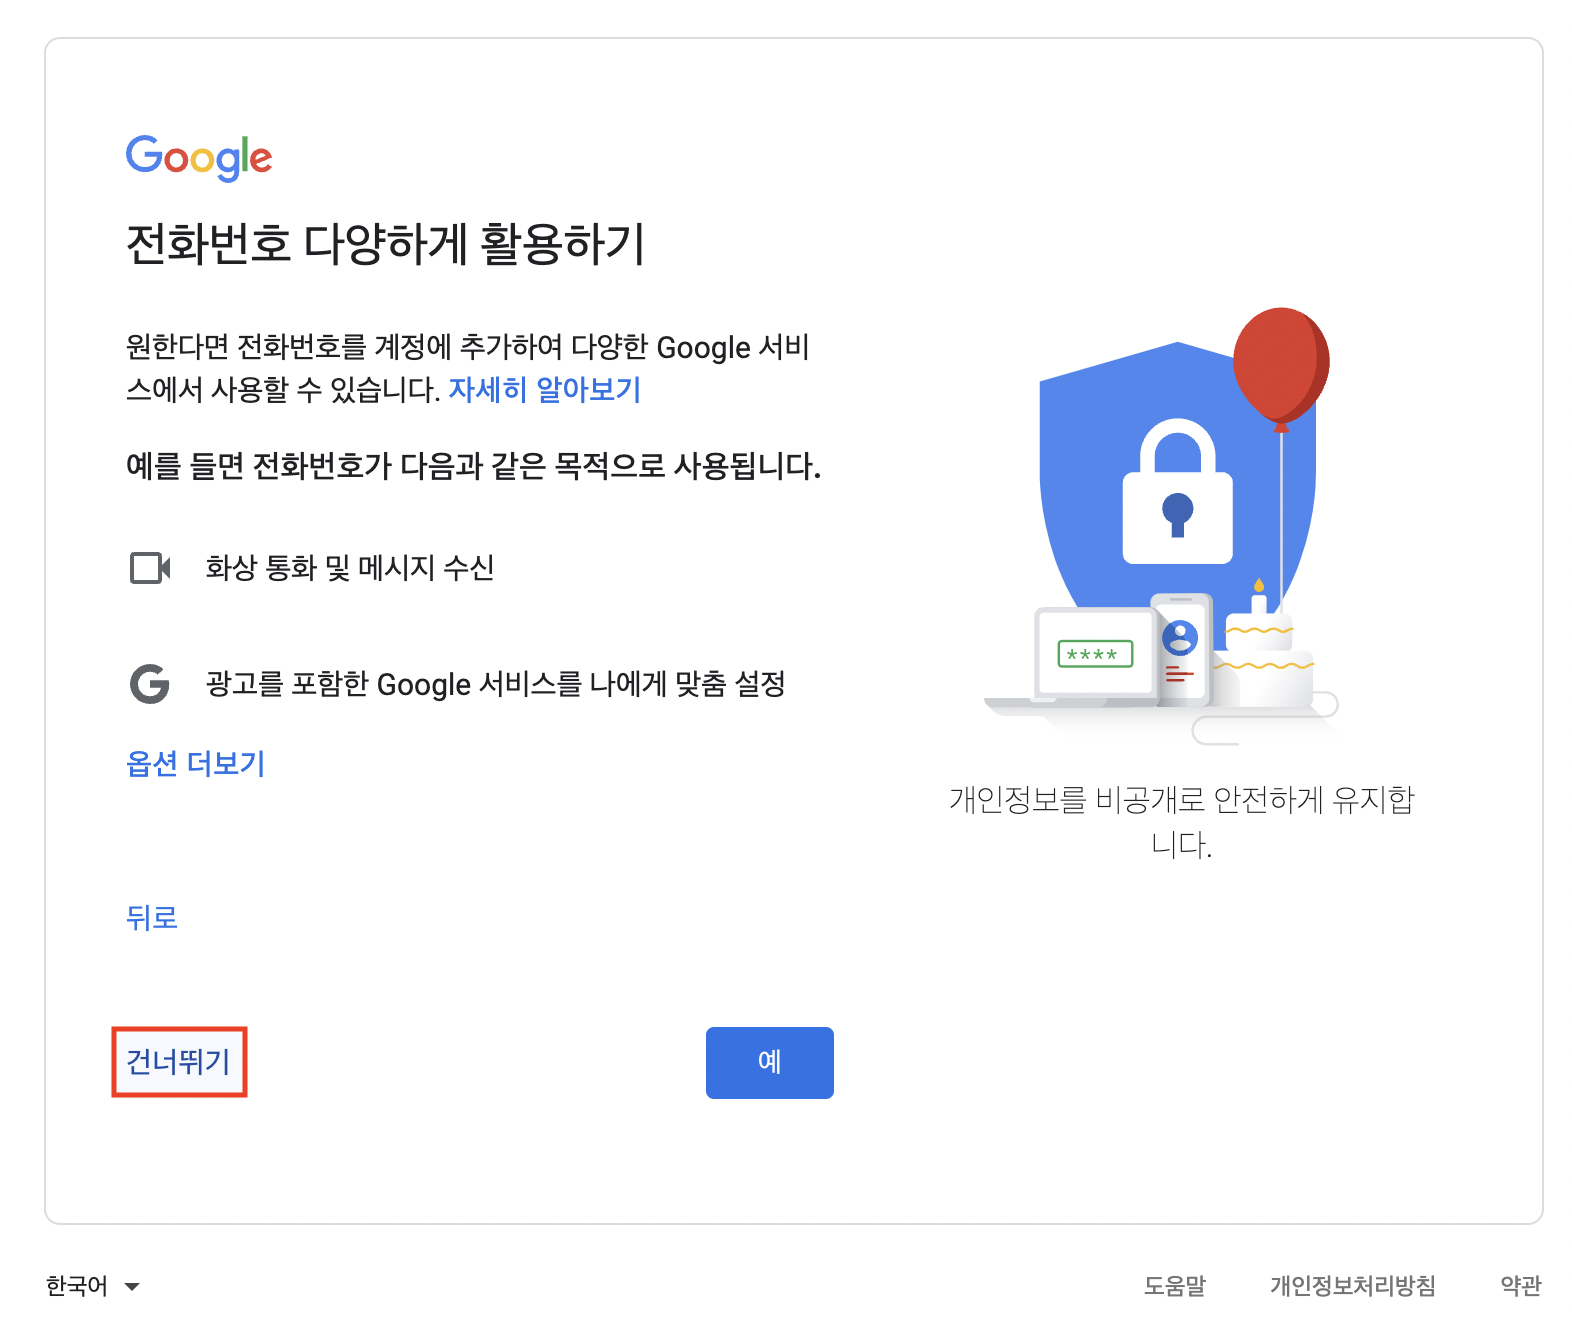 Google
전화번호 다양하게 활용하기
원한다면 전화번호를 계정에 추가하여 다양한 Google 서비
스에서 사용할 수 있습니다. 자세히 알아보기
예를 들면 전화번호가 다음과 같은 목적으로 사용됩니다.
화상 통화 및 메시지 수신
G 광고를 포함한 Google 서비스를 나에게 맞춤 설정
옵션 더보기
****
개인정보를 비공개로 안전하게 유지합
니다.
뒤로
건너뛰기
예
한국어
도움말 개인정보처리방침 약관